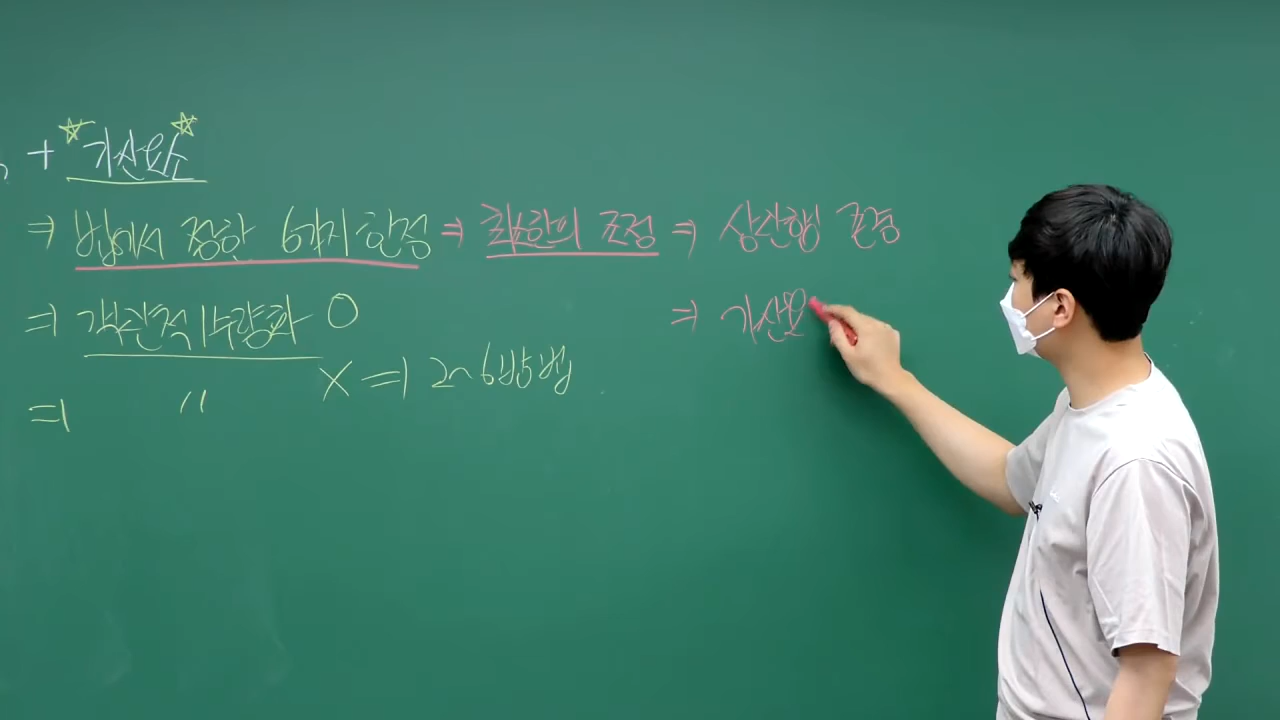 + 가산요소
⇒ 법에서 정한 6가지 한정 ⇒ 최소한의 조정 ⇒ 상관행 존중
⇒ 객관적 수량화 O ⇒ 가산요
⇒ 〃 X ⇒ 2~6방법